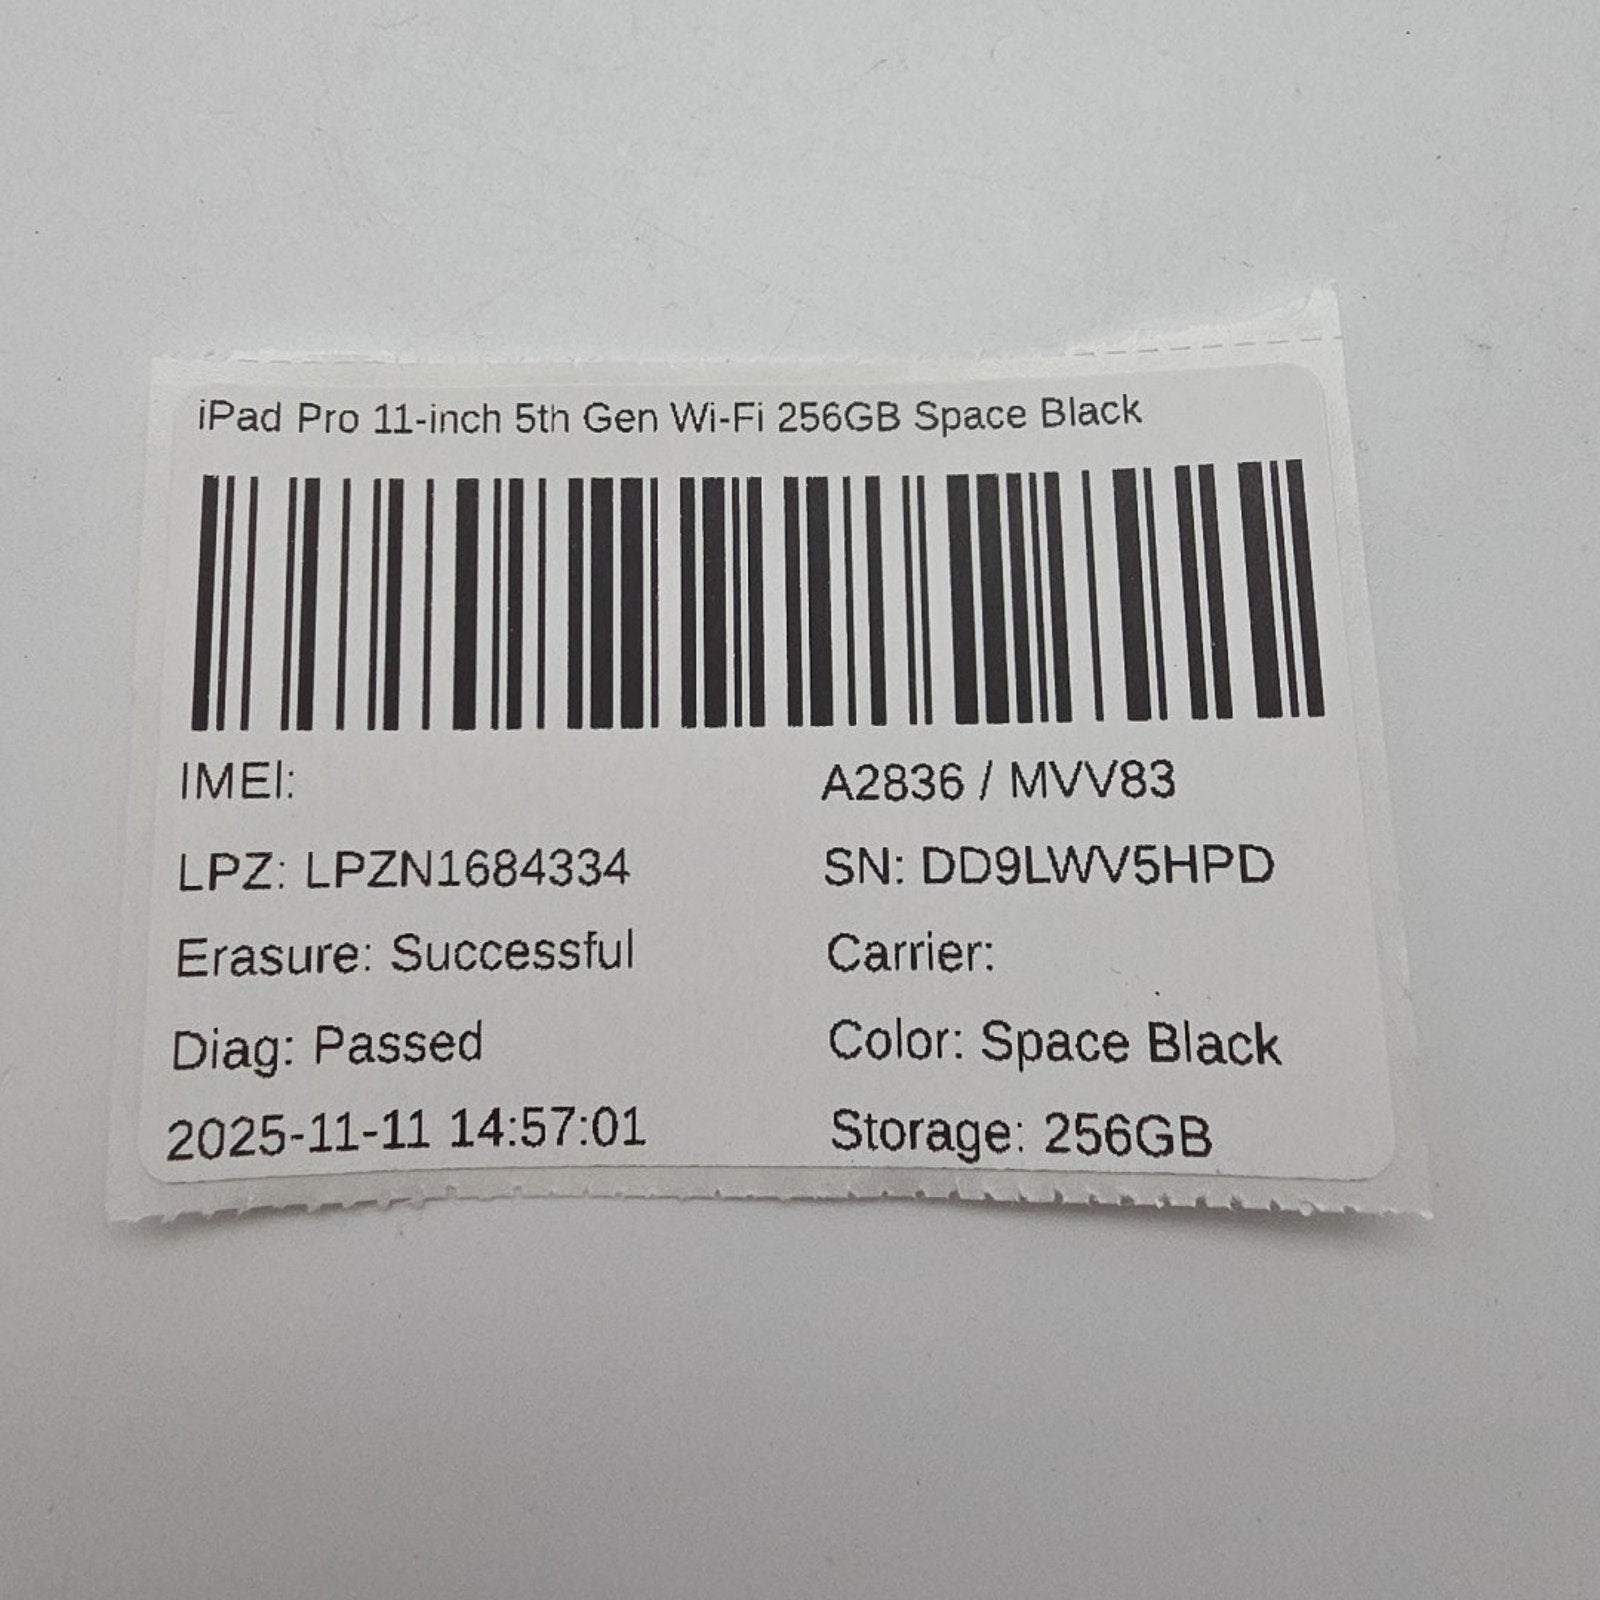 iPad Pro 11-inch 5th Gen Wi-Fi 256GB Space Black
IMEI:
A2836 / MVV83
LPZ: LPZN1684334
SN: DD9LWV5HPD
Erasure: Successful
Carrier:
Diag: Passed
Color: Space Black
2025-11-11 14:57:01
Storage: 256GB